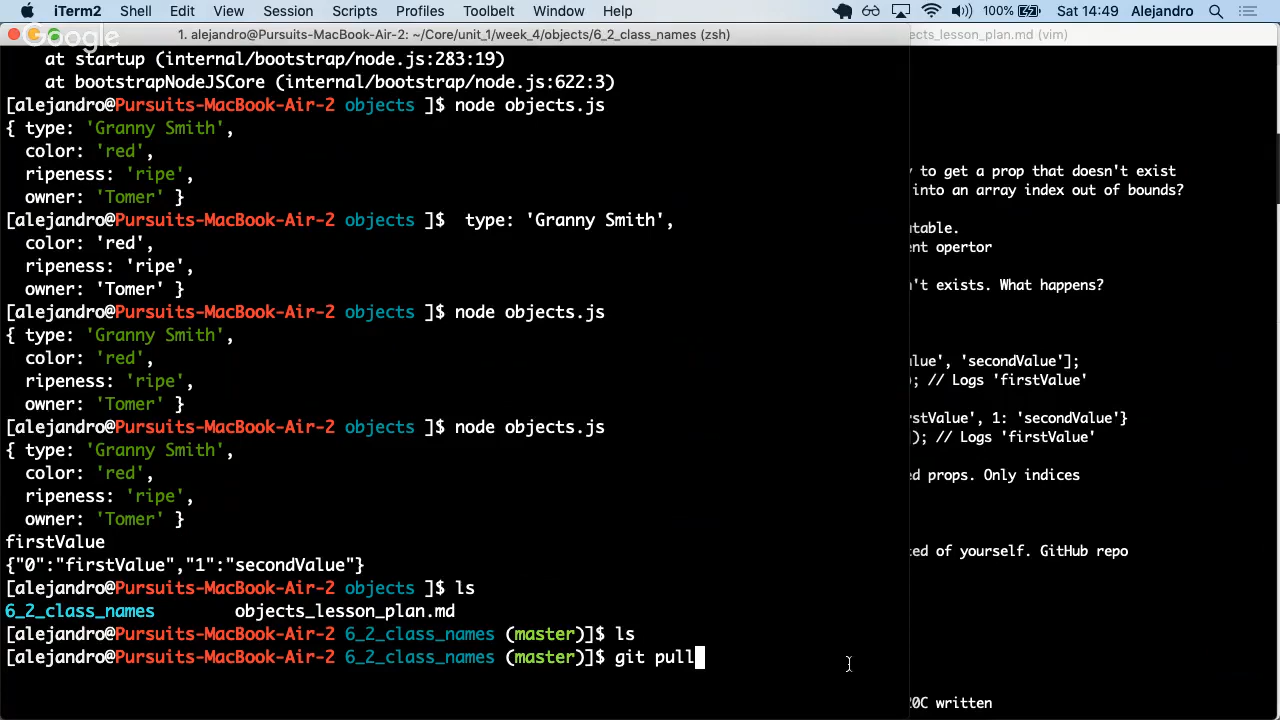 iTerm2 Shell Edit View Session Scripts Profiles Toolbelt Window Help 100% Sat 14:49 Alejandro
Google
1. alejandro@Pursuits-MacBook-Air-2: ~/Core/unit_1/week_4/objects/6_2_class_names (zsh)
ects_lesson_plan.md (vim)
at startup (internal/bootstrap/node.js:283:19)
at bootstrapNodeJSCore (internal/bootstrap/node.js:622:3)
[alejandro@Pursuits-MacBook-Air-2 objects ]$ node objects.js
{ type: 'Granny Smith',
color: 'red',
ripeness: 'ripe',
owner: 'Tomer' }
[alejandro@Pursuits-MacBook-Air-2 objects ]$  type: 'Granny Smith',
color: 'red',
ripeness: 'ripe',
owner: 'Tomer' }
[alejandro@Pursuits-MacBook-Air-2 objects ]$ node objects.js
{ type: 'Granny Smith',
color: 'red',
ripeness: 'ripe',
owner: 'Tomer' }
[alejandro@Pursuits-MacBook-Air-2 objects ]$ node objects.js
{ type: 'Granny Smith',
color: 'red',
ripeness: 'ripe',
owner: 'Tomer' }
firstValue
{"0":"firstValue","1":"secondValue"}
[alejandro@Pursuits-MacBook-Air-2 objects ]$ ls
6_2_class_names objects_lesson_plan.md
[alejandro@Pursuits-MacBook-Air-2 6_2_class_names (master)]$ ls
[alejandro@Pursuits-MacBook-Air-2 6_2_class_names (master)]$ git pull
y to get a prop that doesn't exist
into an array index out of bounds?
utable.
ent opertor
n't exists. What happens?
alue', 'secondValue'];
; // Logs 'firstValue'
rstValue', 1: 'secondValue'}
]); // Logs 'firstValue'
ed props. Only indices
ted of yourself. GitHub repo
20C written